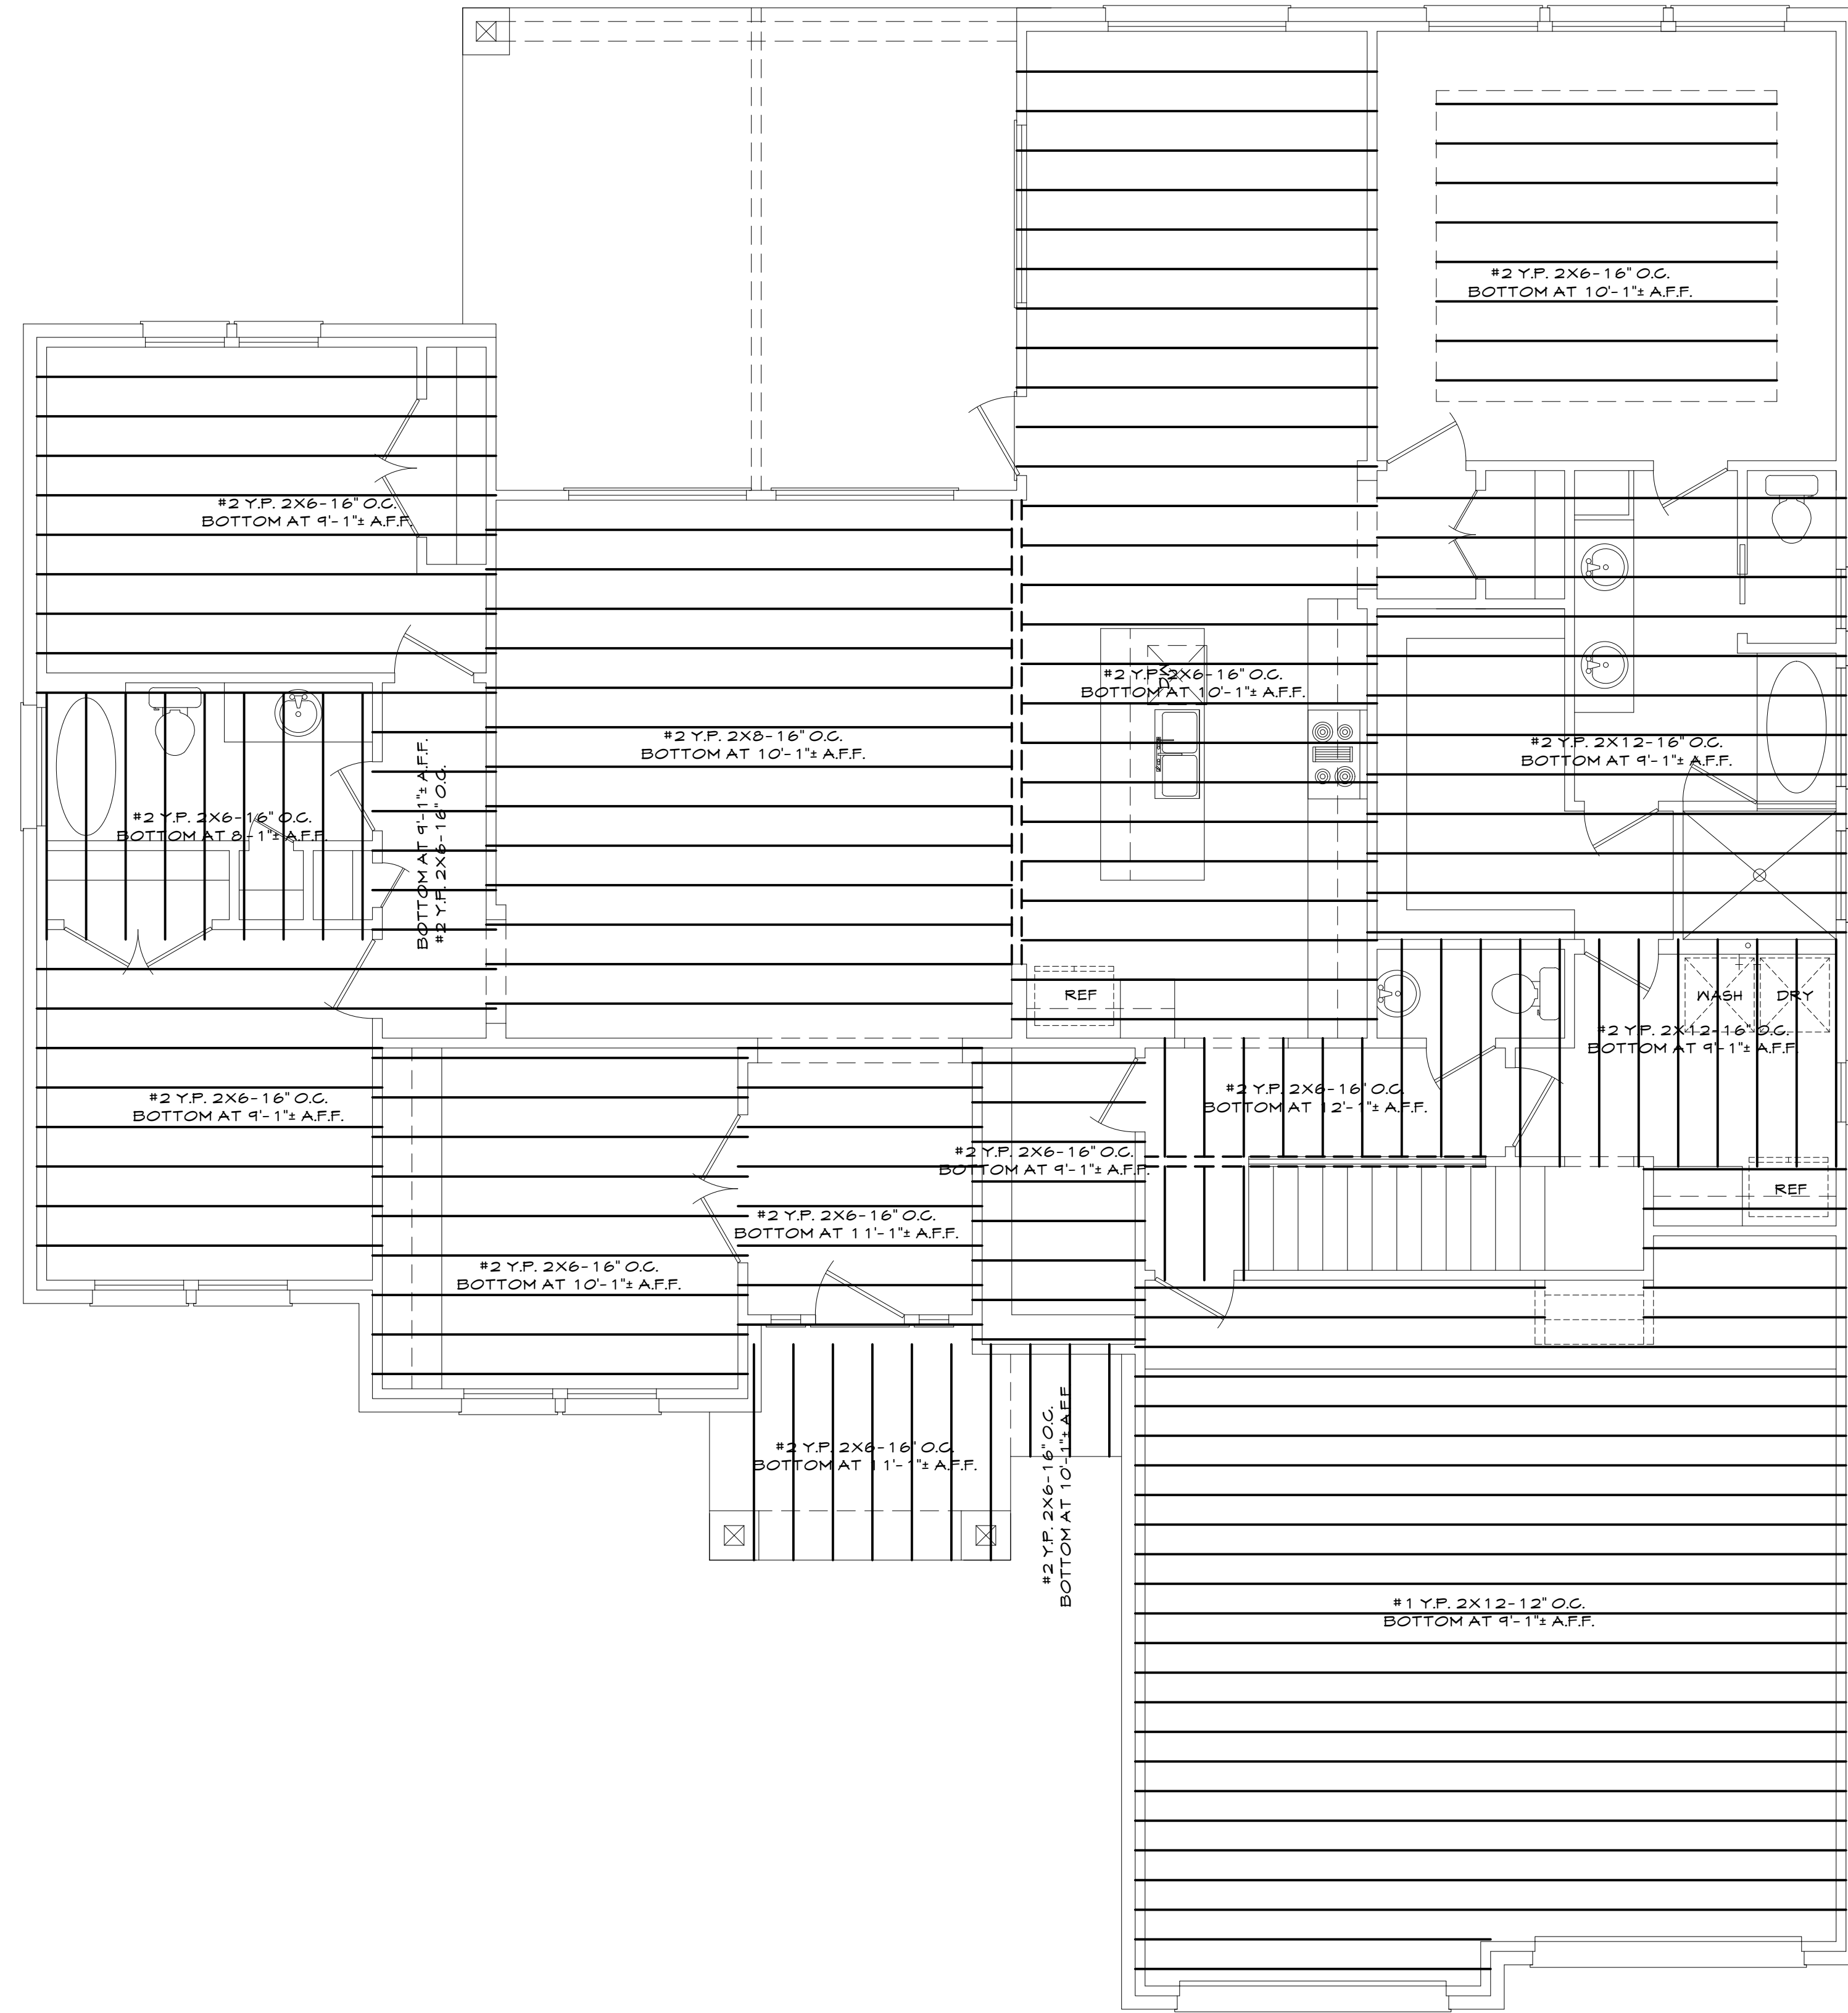 #2 Y.P. 2X6-16" O.C.
BOTTOM AT 10'-1"± A.F.F.
#2 Y.P. 2X6-16" O.C.
BOTTOM AT 9'-1"± A.F.F.
#2 Y.P. 2X6-16" O.C.
BOTTOM AT 10'-1"± A.F.F.
DW
#2 Y.P. 2X8-16" O.C.
BOTTOM AT 10'-1"± A.F.F.
#2 Y.P. 2X12-16" O.C.
BOTTOM AT 9'-1"± A.F.F.
#2 Y.P. 2X6-16" O.C.
BOTTOM AT 8'-1"± A.F.F.
BOTTOM AT 9'-1"± A.F.F.
#2 Y.P. 2X6-16" O.C.
REF
WASH
DRY
#2 Y.P. 2X12-16" O.C.
BOTTOM AT 9'-1"± A.F.F.
#2 Y.P. 2X6-16" O.C.
BOTTOM AT 12'-1"± A.F.F.
#2 Y.P. 2X6-16" O.C.
BOTTOM AT 9'-1"± A.F.F.
#2 Y.P. 2X6-16" O.C.
BOTTOM AT 9'-1"± A.F.F.
REF
#2 Y.P. 2X6-16" O.C.
BOTTOM AT 11'-1"± A.F.F.
#2 Y.P. 2X6-16" O.C.
BOTTOM AT 10'-1"± A.F.F.
#2 Y.P. 2X6-16" O.C.
BOTTOM AT 11'-1"± A.F.F.
#2 Y.P. 2X6-16" O.C.
BOTTOM AT 10'-1"± A.F.F
#1 Y.P. 2X12-12" O.C.
BOTTOM AT 9'-1"± A.F.F.